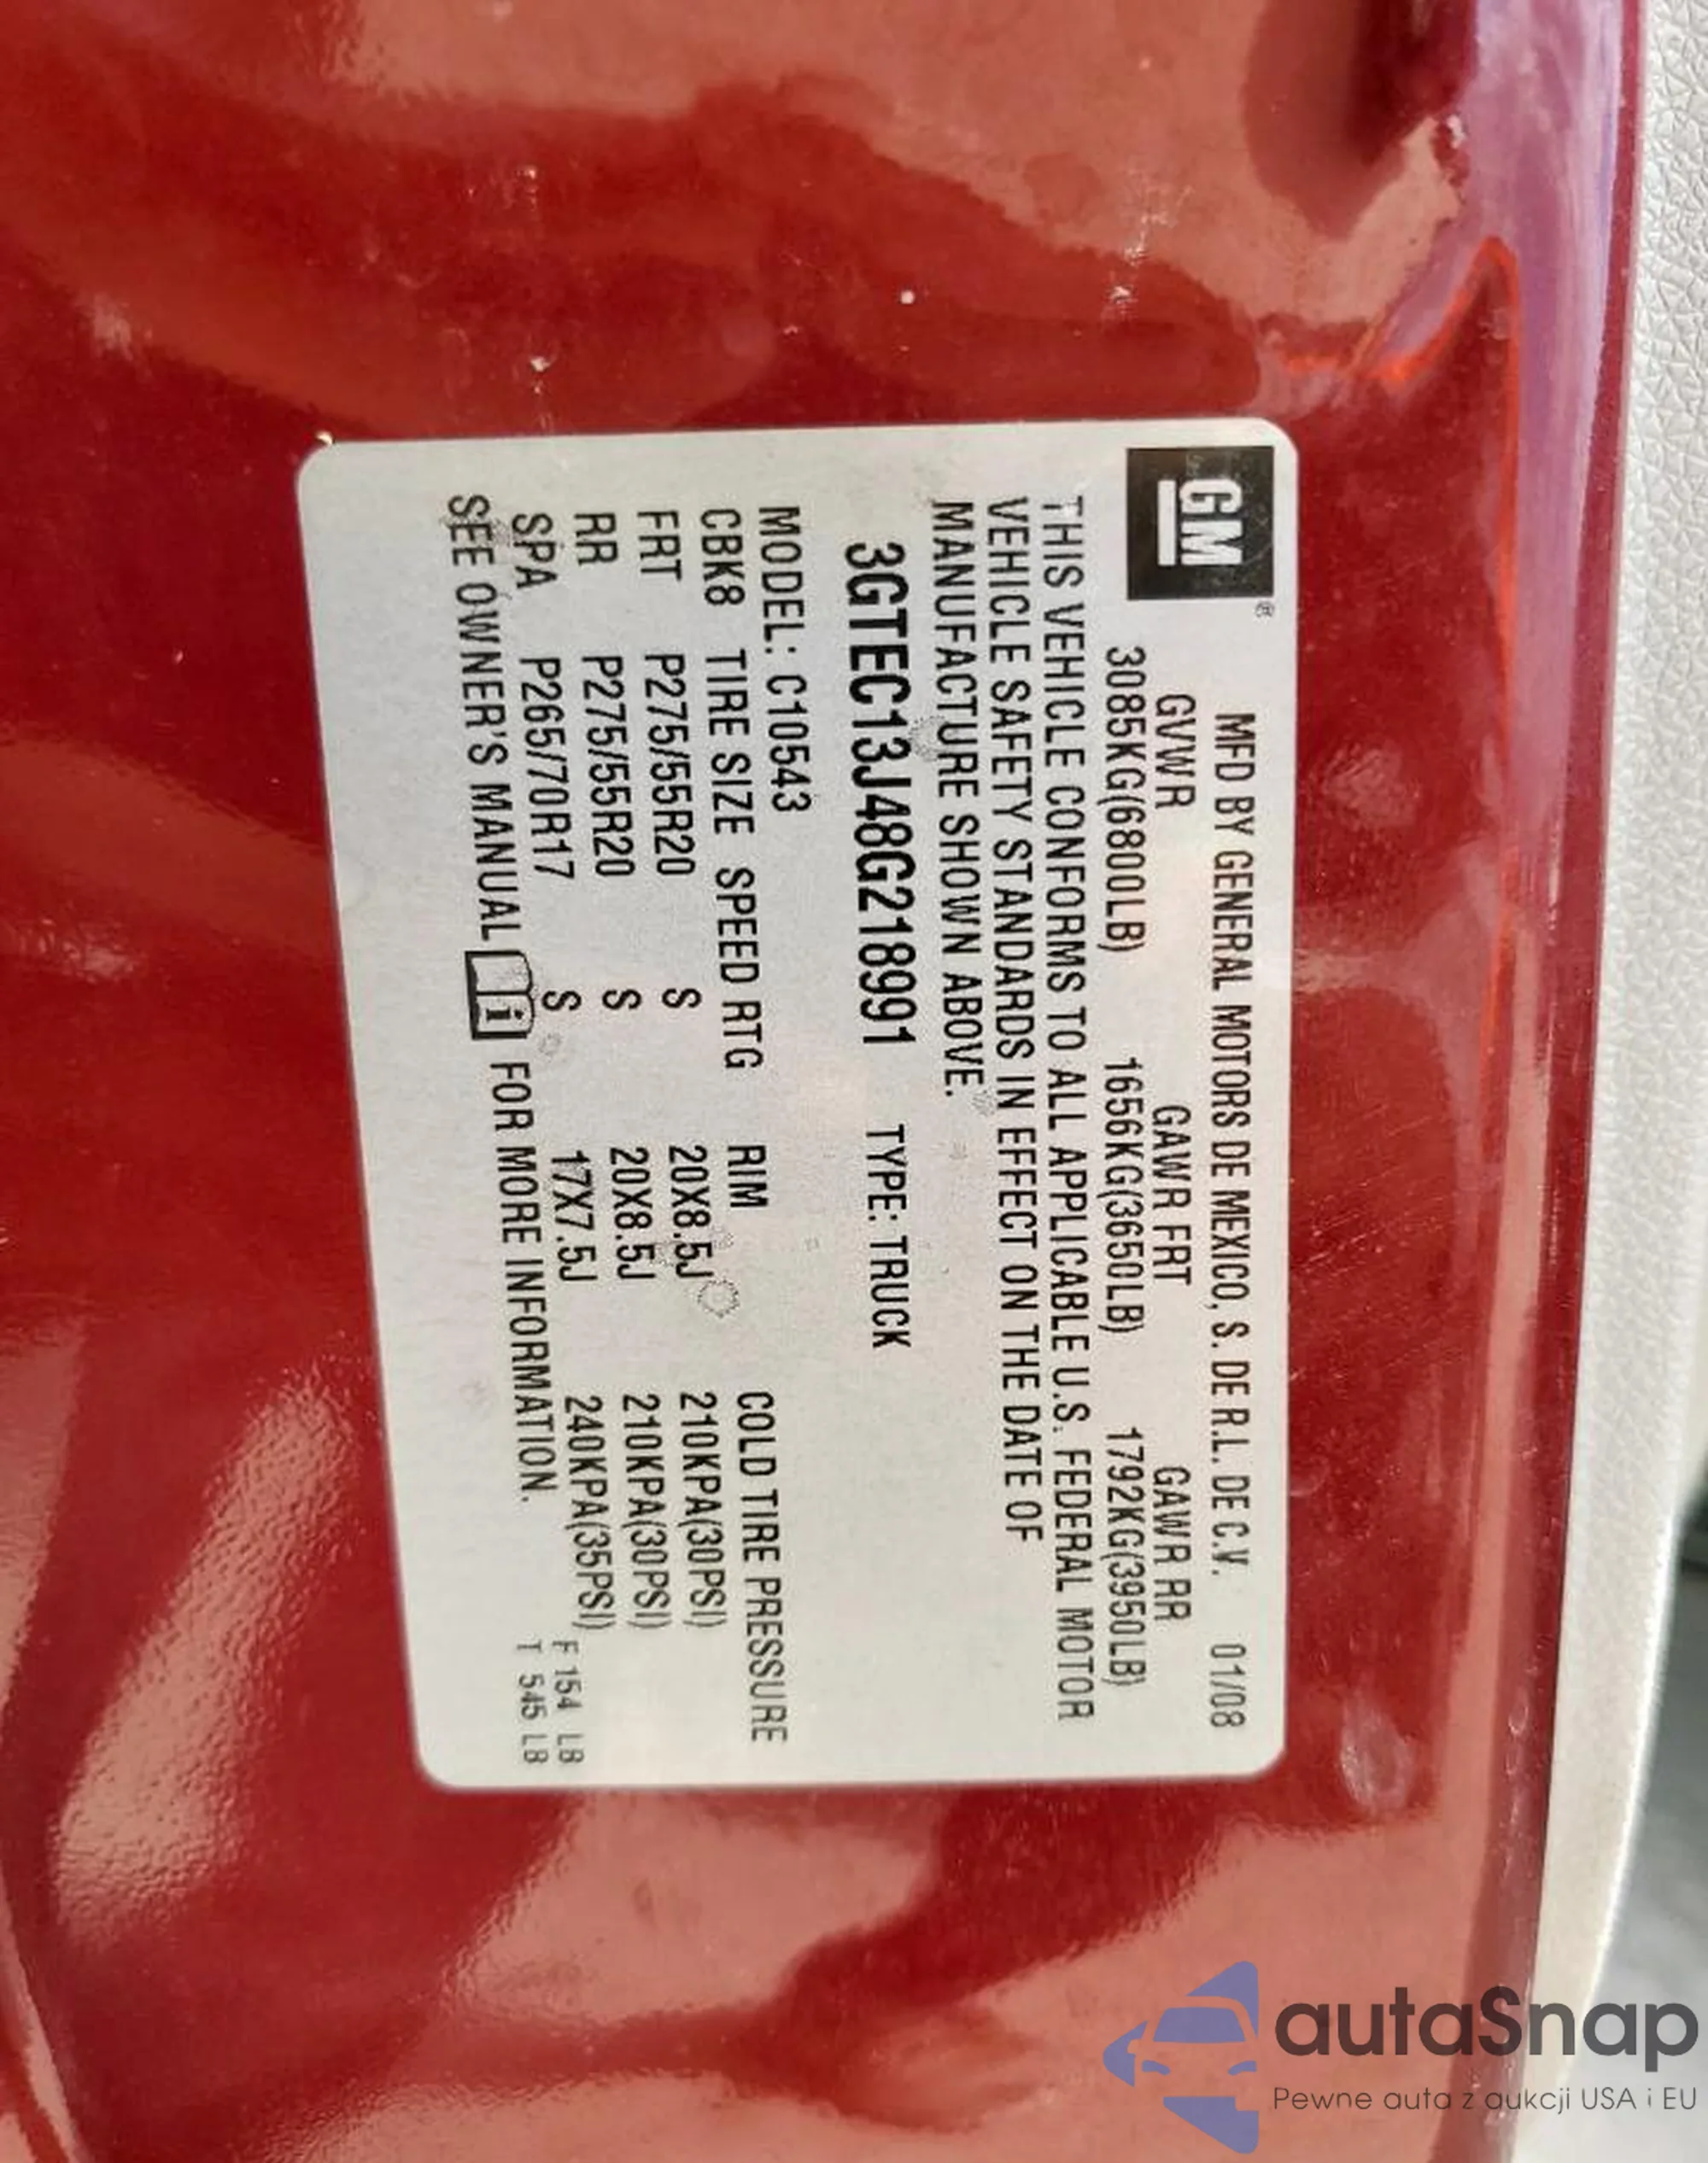 GM®
MFD BY GENERAL MOTORS DE MEXICO, S. DE R.L. DE C.V. 01/08
GVWR GAWR FRT GAWR RR
3085KG(6800LB) 1656KG(3650LB) 1792KG(3950LB)
THIS VEHICLE CONFORMS TO ALL APPLICABLE U.S. FEDERAL MOTOR
VEHICLE SAFETY STANDARDS IN EFFECT ON THE DATE OF
MANUFACTURE SHOWN ABOVE.
3GTEC13J48G218991 TYPE: TRUCK
MODEL: C10543
CBK8 TIRE SIZE SPEED RTG RIM COLD TIRE PRESSURE
FRT P275/55R20 S 20X8.5J 210KPA(30PSI)
RR P275/55R20 S 20X8.5J 210KPA(30PSI)
SPA P265/70R17 S 17X7.5J 240KPA(35PSI)
SEE OWNER'S MANUAL i FOR MORE INFORMATION.
F 154 LB
T 545 LB
autaSnap
Pewne auta z aukcji USA i EU